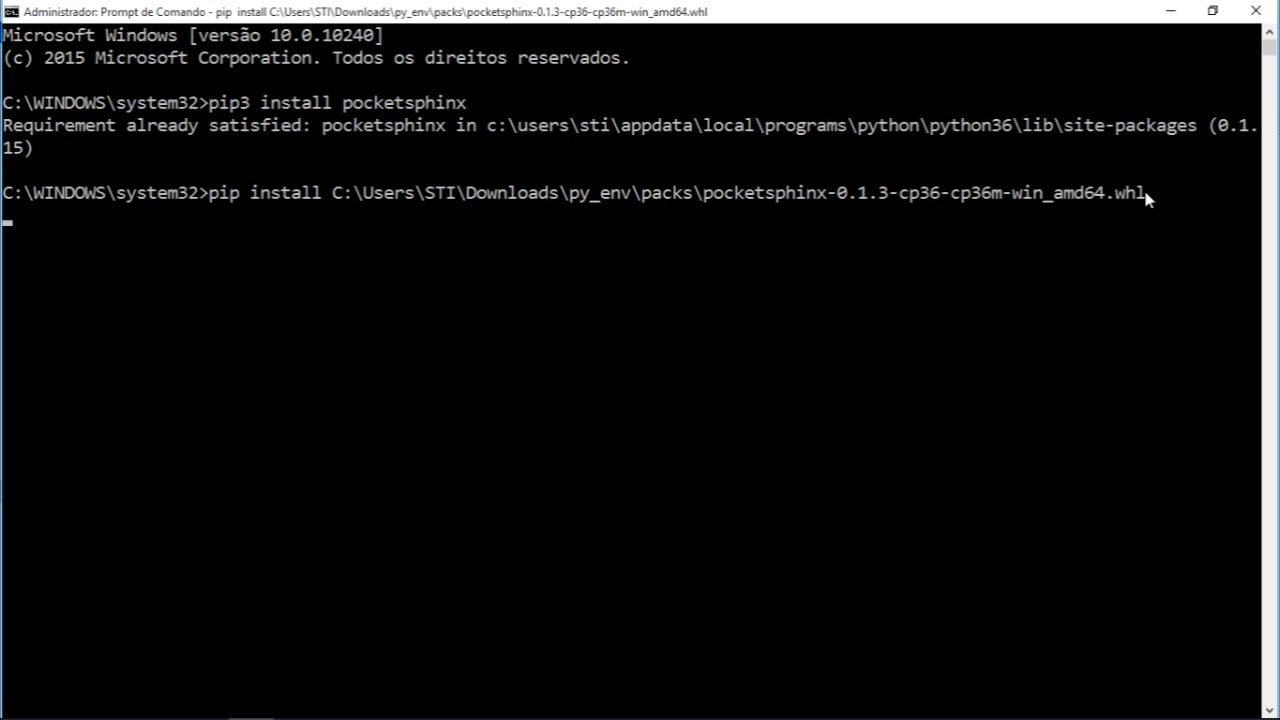 Administrador: Prompt de Comando - pip  install C:\Users\STI\Downloads\py_env\packs\pocketsphinx-0.1.3-cp36-cp36m-win_amd64.whl
Microsoft Windows [versão 10.0.10240]
(c) 2015 Microsoft Corporation. Todos os direitos reservados.
C:\WINDOWS\system32>pip3 install pocketsphinx
Requirement already satisfied: pocketsphinx in c:\users\sti\appdata\local\programs\python\python36\lib\site-packages (0.1.
15)
C:\WINDOWS\system32>pip install C:\Users\STI\Downloads\py_env\packs\pocketsphinx-0.1.3-cp36-cp36m-win_amd64.whl